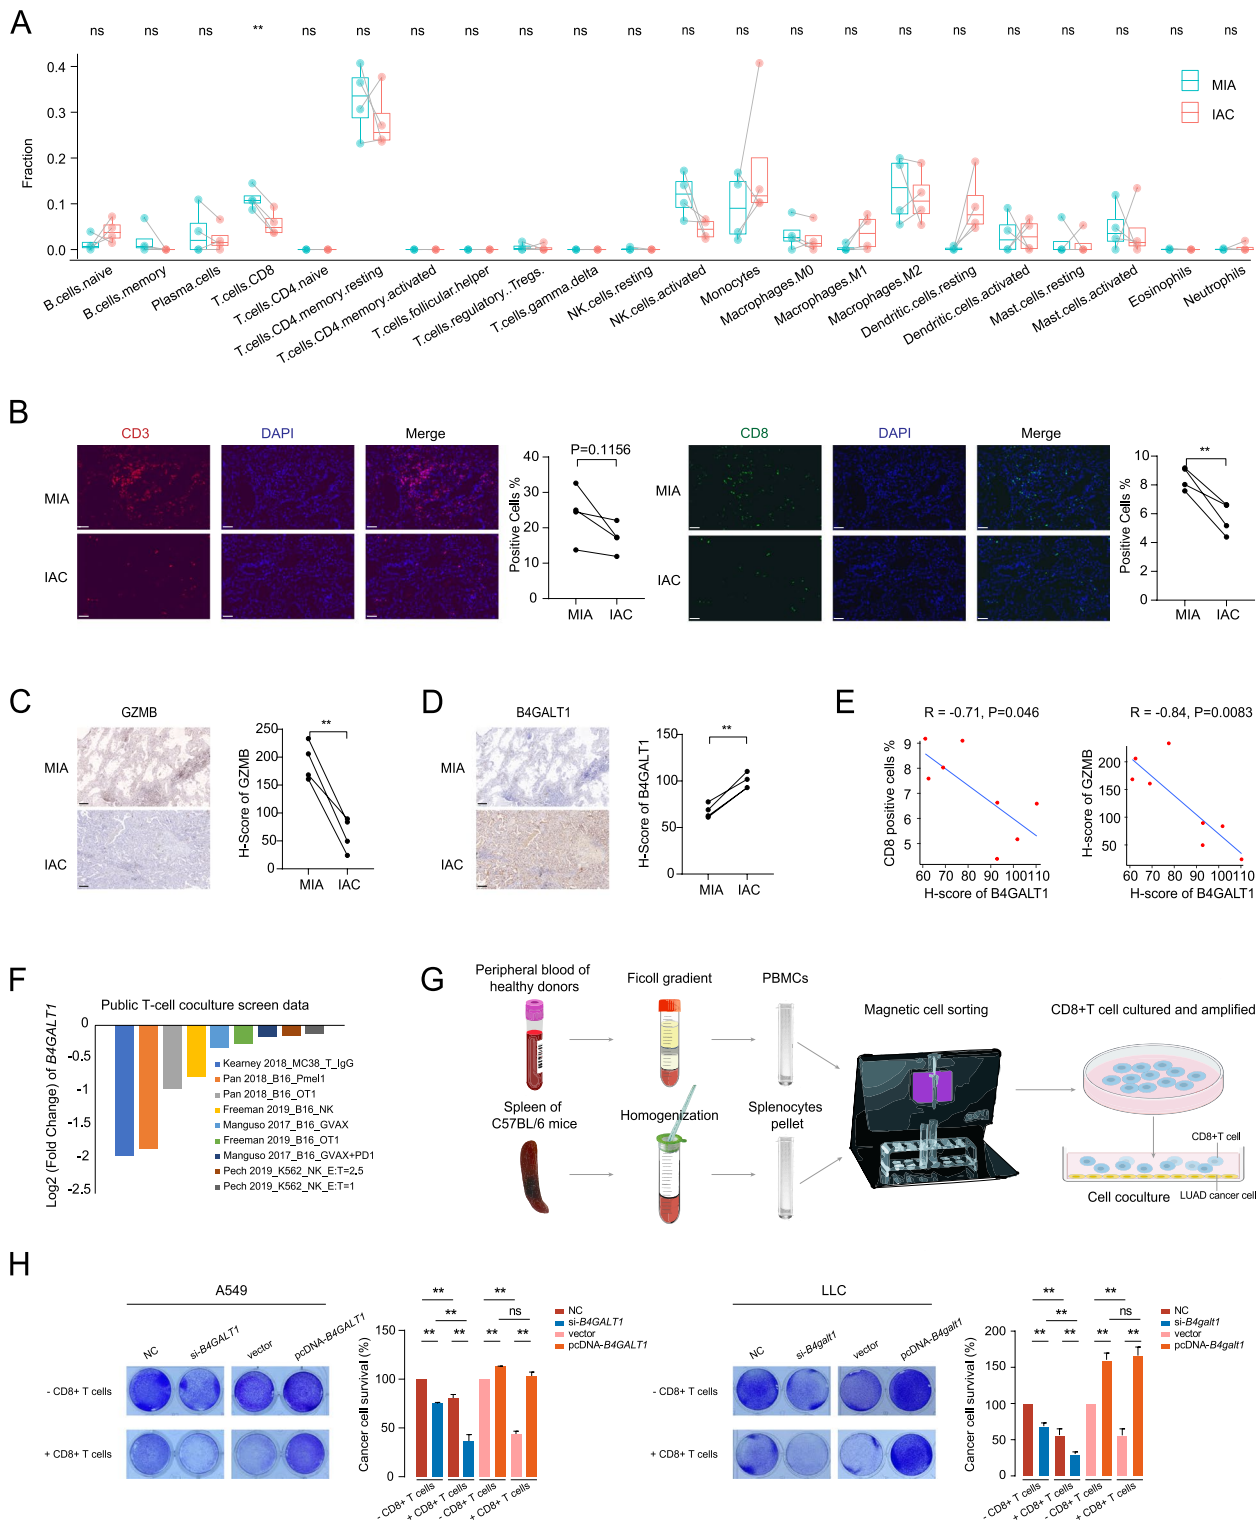 A
ns ns ns ** ns ns ns ns ns ns ns ns ns ns ns ns ns ns ns ns ns ns
Fraction
0.4
0.3
0.2
0.1
0.0
MIA
IAC
B.cells.naive
B.cells.memory
Plasma.cells
T.cells.CD8
T.cells.CD4.naive
T.cells.CD4.memory.resting
T.cells.CD4.memory.activated
T.cells.follicular.helper
T.cells.regulatory..Tregs.
T.cells.gamma.delta
NK.cells.resting
NK.cells.activated
Monocytes
Macrophages.M0
Macrophages.M1
Macrophages.M2
Dendritic.cells.resting
Dendritic.cells.activated
Mast.cells.resting
Mast.cells.activated
Eosinophils
Neutrophils
B
CD3 DAPI Merge
MIA
IAC
P=0.1156
Positive Cells %
40
30
20
10
0
MIA IAC
CD8 DAPI Merge
MIA
IAC
**
Positive Cells %
10
8
6
4
2
0
MIA IAC
C
GZMB
MIA
IAC
**
H-Score of GZMB
250
200
150
100
50
0
MIA IAC
D
B4GALT1
MIA
IAC
**
H-Score of B4GALT1
150
100
50
0
MIA IAC
E
R = -0.71, P=0.046
CD8 positive cells %
9
8
7
6
5
60 70 80 90 100 110
H-score of B4GALT1
R = -0.84, P=0.0083
H-score of GZMB
200
150
100
50
60 70 80 90 100 110
H-score of B4GALT1
F
Public T-cell coculture screen data
Log2 (Fold Change) of B4GALT1
0
-0.5
-1
-1.5
-2
-2.5
Kearney 2018_MC38_T_IgG
Pan 2018_B16_Pmel1
Pan 2018_B16_OT1
Freeman 2019_B16_NK
Manguso 2017_B16_GVAX
Freeman 2019_B16_OT1
Manguso 2017_B16_GVAX+PD1
Pech 2019_K562_NK_E:T=2.5
Pech 2019_K562_NK_E:T=1
G
Peripheral blood of
healthy donors
Ficoll gradient
PBMCs
Spleen of
C57BL/6 mice
Homogenization
Splenocytes
pellet
Magnetic cell sorting
CD8+T cell cultured and amplified
CD8+T cell
Cell coculture
LUAD cancer cell
H
A549
NC si-B4GALT1 vector pcDNA-B4GALT1
- CD8+ T cells
+ CD8+ T cells
Cancer cell survival (%)
150
100
50
0
** **
** ns
** ** ** **
NC
si-B4GALT1
vector
pcDNA-B4GALT1
- CD8+ T cells
+ CD8+ T cells
- CD8+ T cells
+ CD8+ T cells
LLC
NC si-B4galt1 vector pcDNA-B4galt1
- CD8+ T cells
+ CD8+ T cells
Cancer cell survival (%)
200
150
100
50
0
** **
** ns
** ** ** **
NC
si-B4galt1
vector
pcDNA-B4galt1
- CD8+ T cells
+ CD8+ T cells
- CD8+ T cells
+ CD8+ T cells